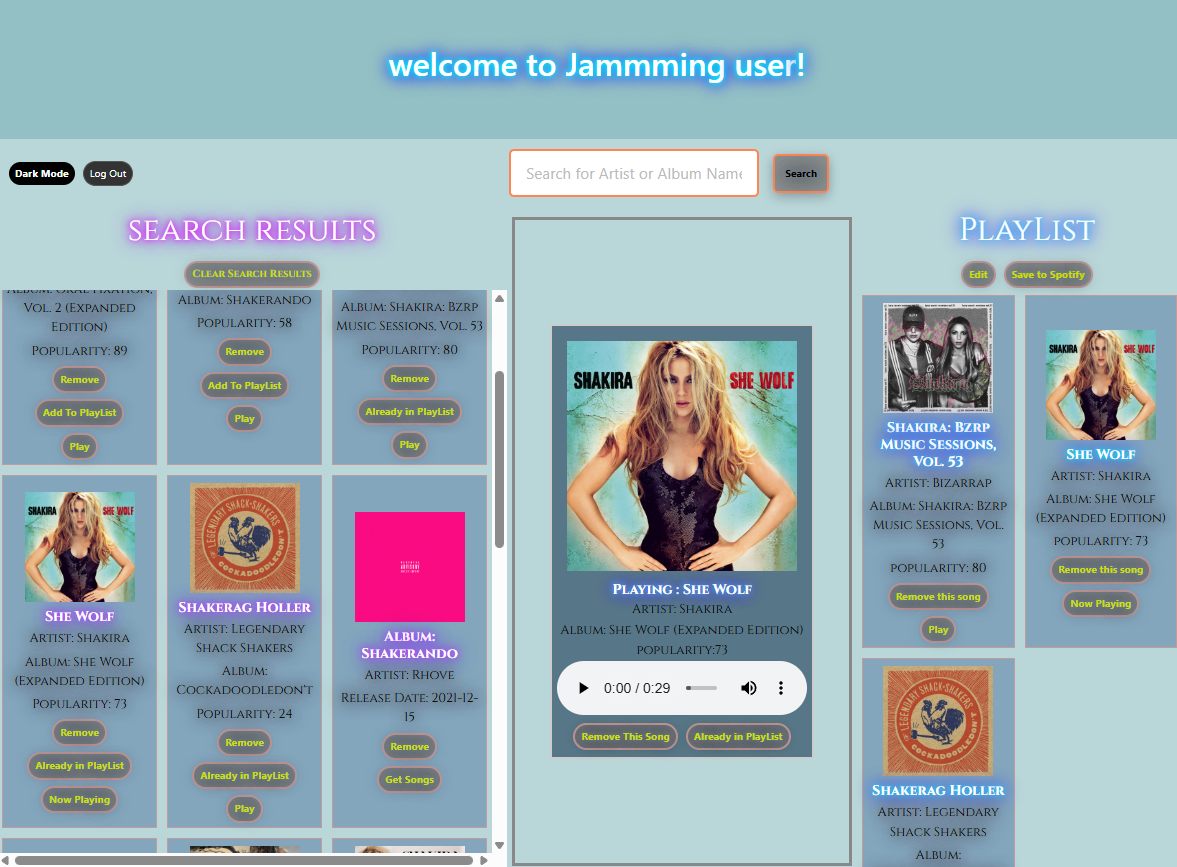 welcome to Jammming user!
Dark Mode
Log Out
Search for Artist or Album Name
Search
search results
Clear Search Results
Album: Oral Fixation,
Vol. 2 (Expanded
Edition)
Popularity: 89
Remove
Add To PlayList
Play
Album: Shakerando
Popularity: 58
Remove
Add To PlayList
Play
Album: Shakira: Bzrp
Music Sessions, Vol. 53
Popularity: 80
Remove
Already in PlayList
Play
SHAKIRA
SHE WOLF
She Wolf
Artist: Shakira
Album: She Wolf
(Expanded Edition)
Popularity: 73
Remove
Already in PlayList
Now Playing
LEGENDARY SHACK*SHAKERS
COCKADOODLEDON'T
Shakerag Holler
Artist: Legendary
Shack Shakers
Album:
Cockadoodledon't
Popularity: 24
Remove
Already in PlayList
Play
Album:
Shakerando
Artist: Rhove
Release Date: 2021-12-
15
Remove
Get Songs
SHAKIRA
SHE WOLF
Playing : She Wolf
Artist: Shakira
Album: She Wolf (Expanded Edition)
popularity:73
0:00 / 0:29
Remove This Song
Already in PlayList
PlayList
Edit
Save to Spotify
Shakira: Bzrp
Music Sessions,
Vol. 53
Artist: Bizarrap
Album: Shakira: Bzrp
Music Sessions, Vol.
53
popularity: 80
Remove this song
Play
SHAKIRA
SHE WOLF
She Wolf
Artist: Shakira
Album: She Wolf
(Expanded Edition)
popularity: 73
Remove this song
Now Playing
LEGENDARY SHACK*SHAKERS
COCKADOODLEDON'T
Shakerag Holler
Artist: Legendary
Shack Shakers
Album: